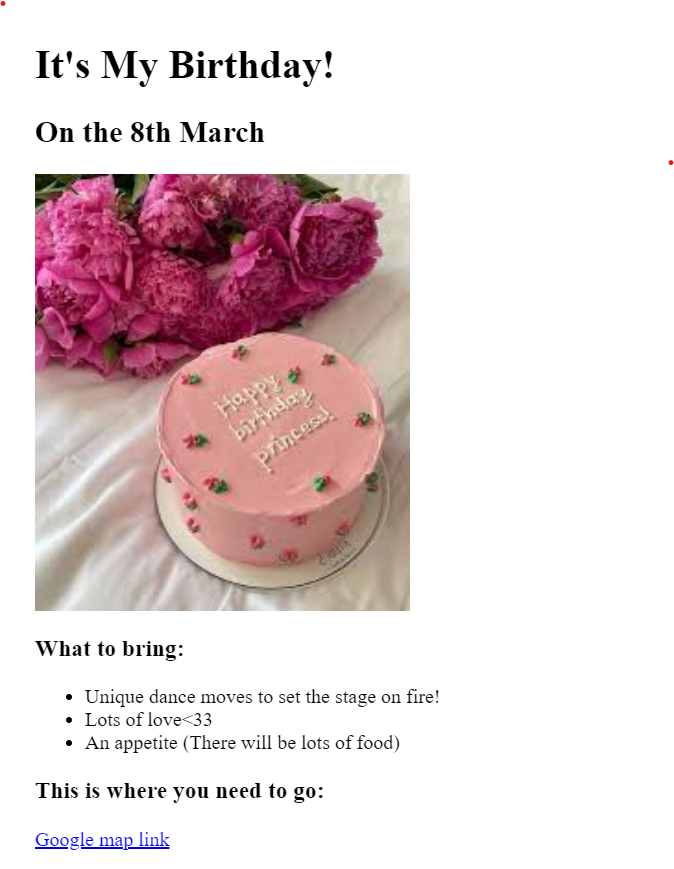 It's My Birthday!
On the 8th March
Happy
birthday
princess!
What to bring:
Unique dance moves to set the stage on fire!
Lots of love<33
An appetite (There will be lots of food)
This is where you need to go:
Google map link